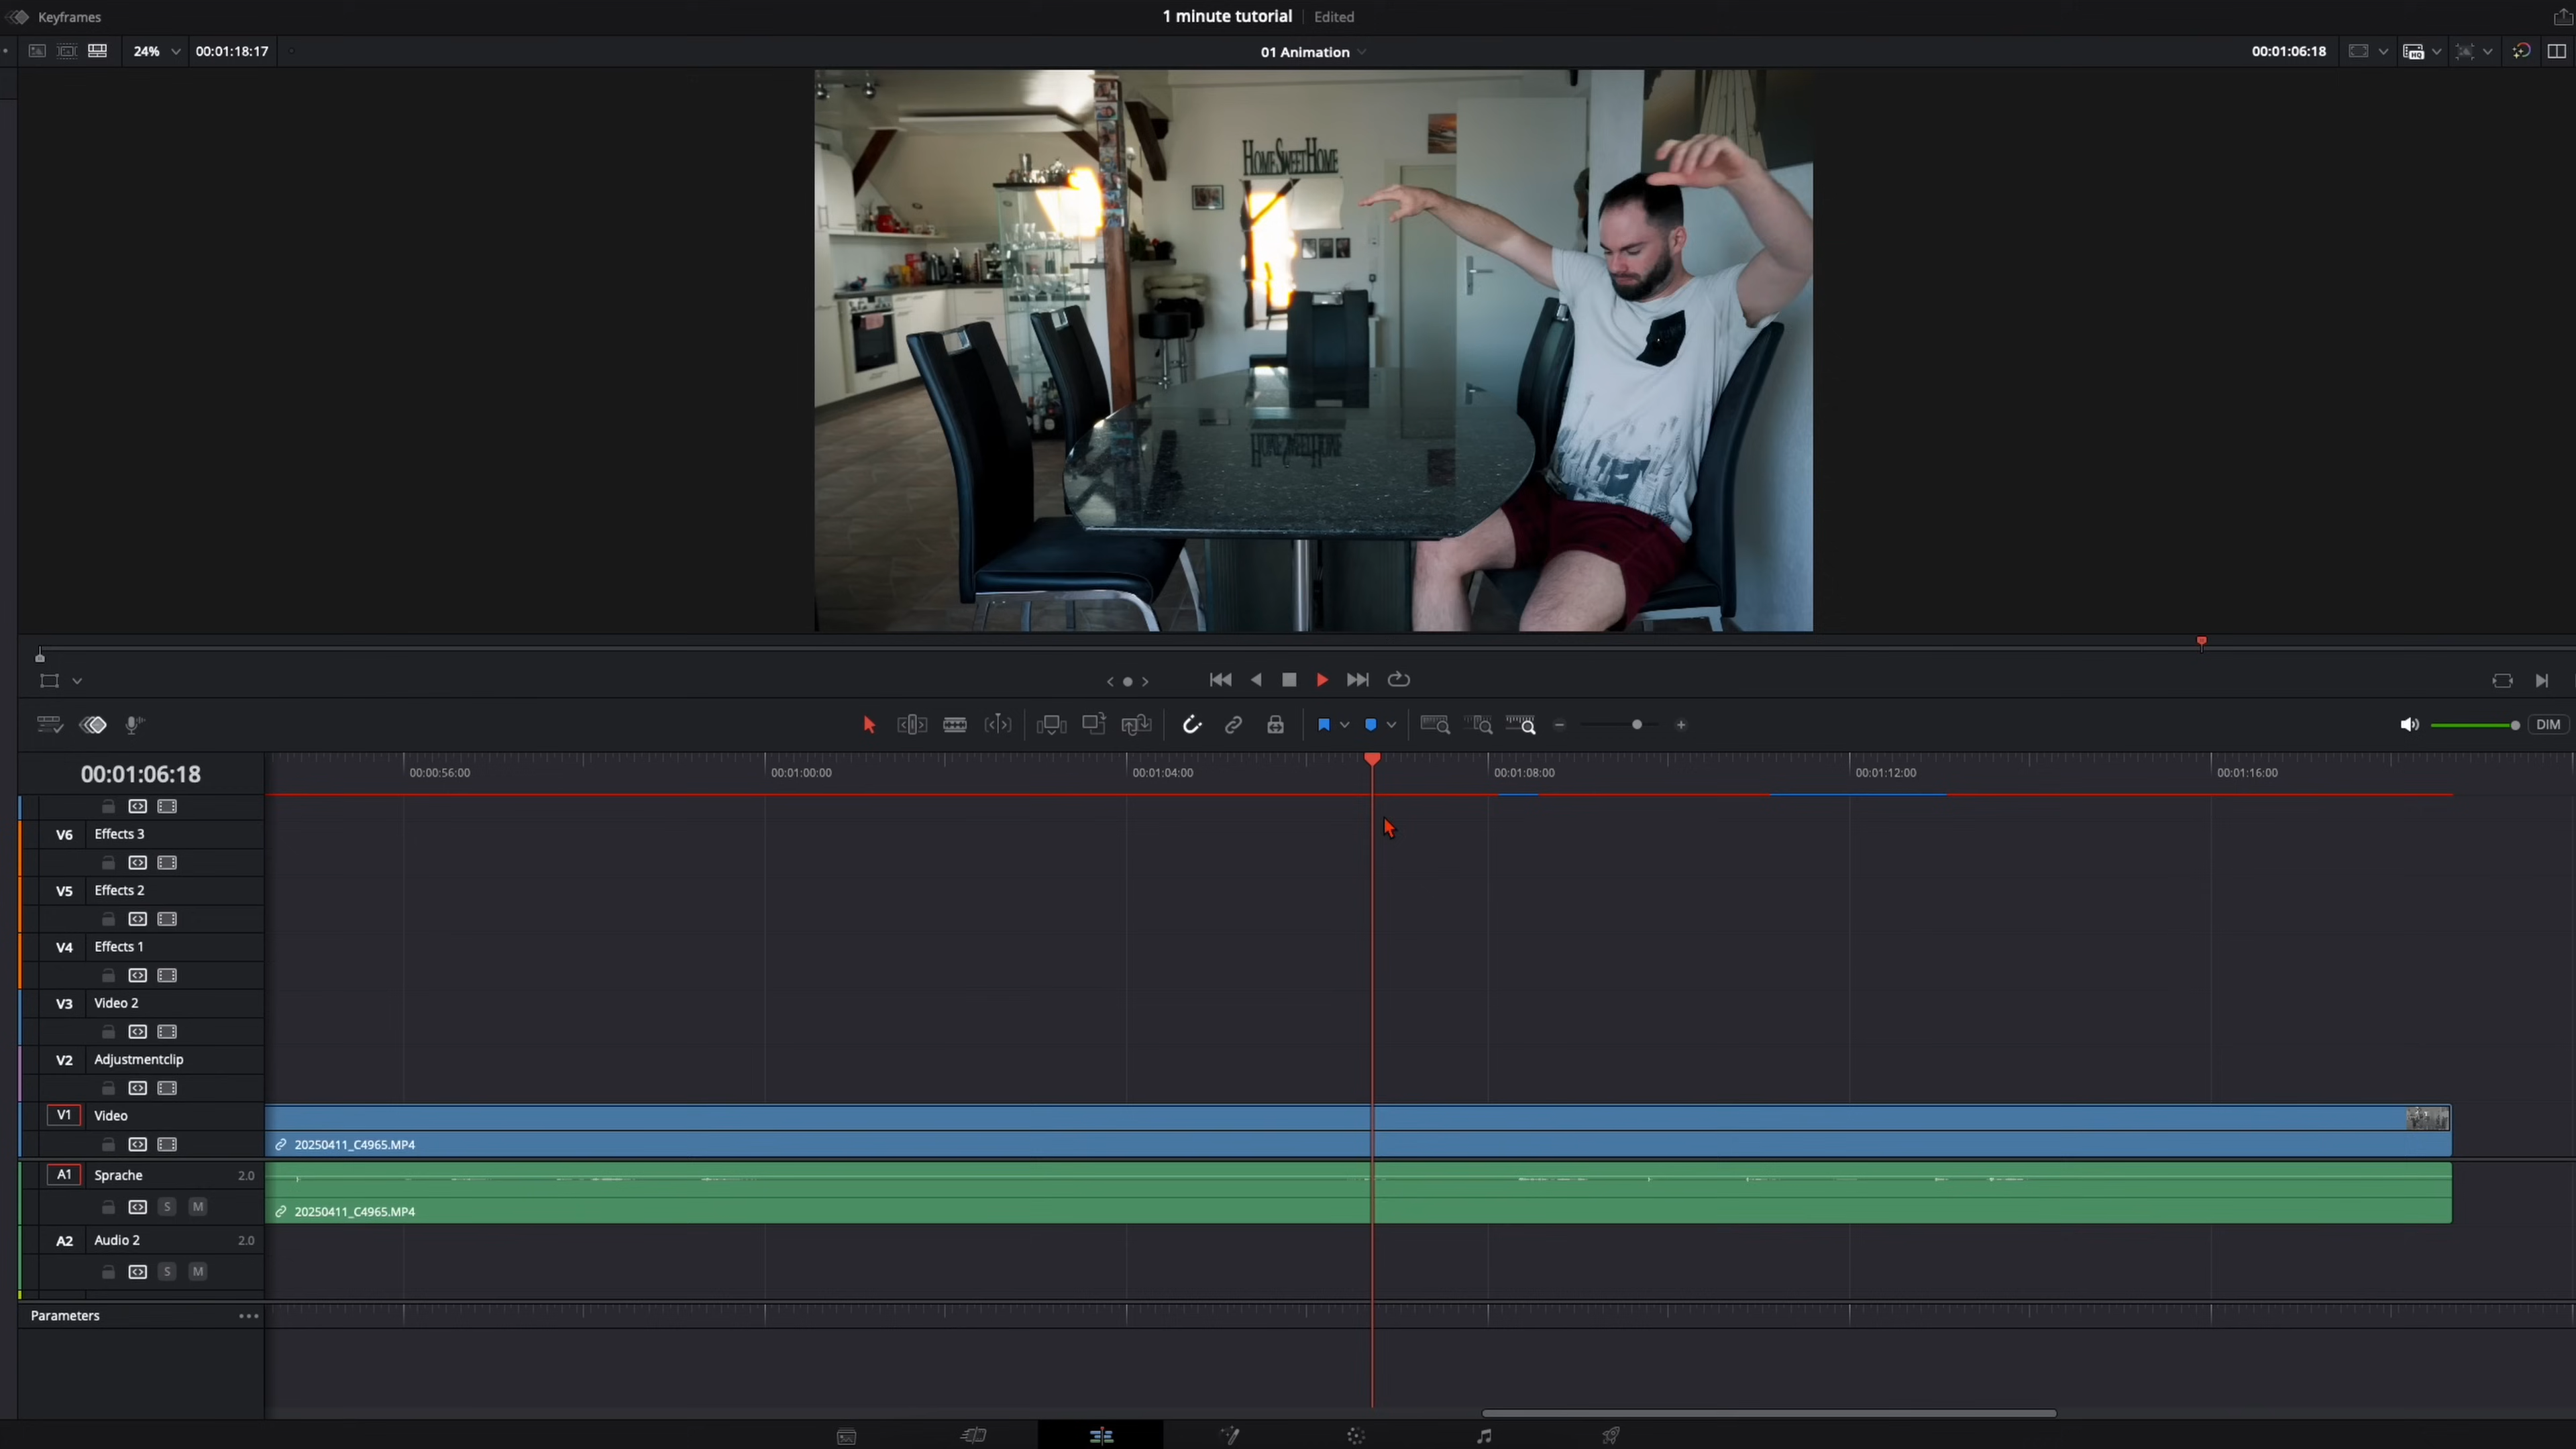 Keyframes
1 minute tutorial Edited
24% 00:01:18:17
01 Animation
00:01:06:18
HQ
HOMESWEETHOME
DIM
00:01:06:18
00:00:56:00 00:01:00:00 00:01:04:00 00:01:08:00 00:01:12:00 00:01:16:00
V6 Effects 3
V5 Effects 2
V4 Effects 1
V3 Video 2
V2 Adjustmentclip
V1 Video
20250411_C4965.MP4
A1 Sprache 2.0
S M
20250411_C4965.MP4
A2 Audio 2 2.0
S M
Parameters